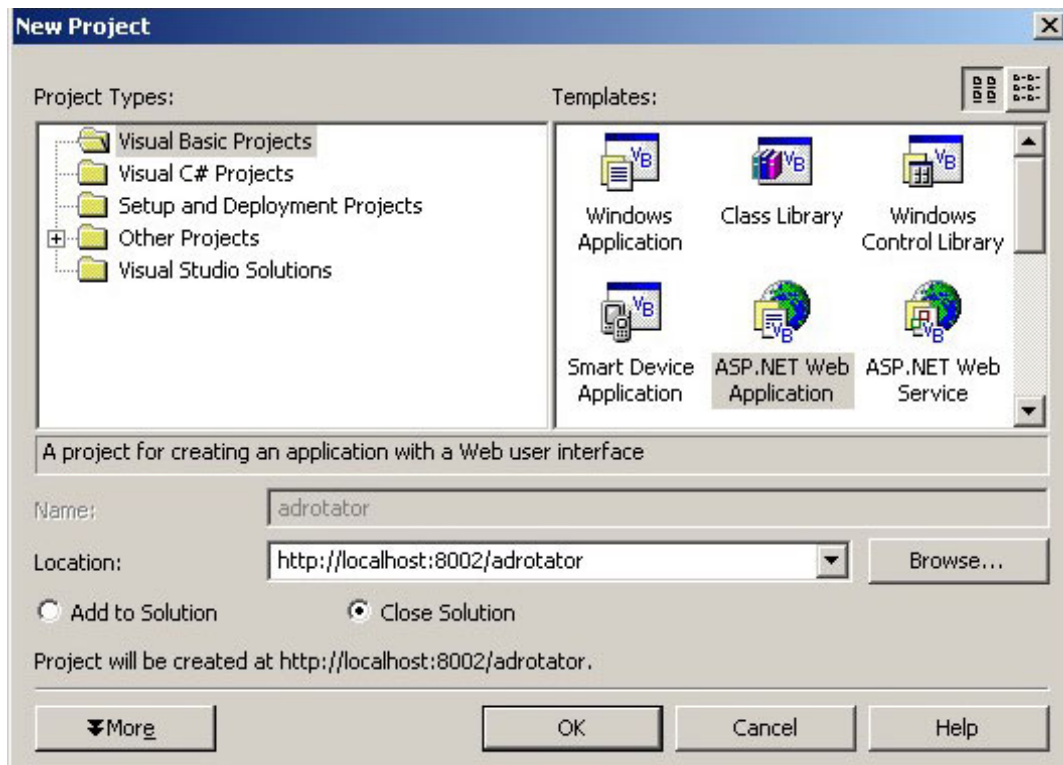 New Project
Project Types:
Templates:
Visual Basic Projects
Visual C# Projects
Setup and Deployment Projects
Other Projects
Visual Studio Solutions
Windows
Application
Class Library
Windows
Control Library
Smart Device
Application
ASP.NET Web
Application
ASP.NET Web
Service
A project for creating an application with a Web user interface
Name:
adrotator
Location:
http://localhost:8002/adrotator
Browse...
Add to Solution
Close Solution
Project will be created at http://localhost:8002/adrotator.
More
OK
Cancel
Help